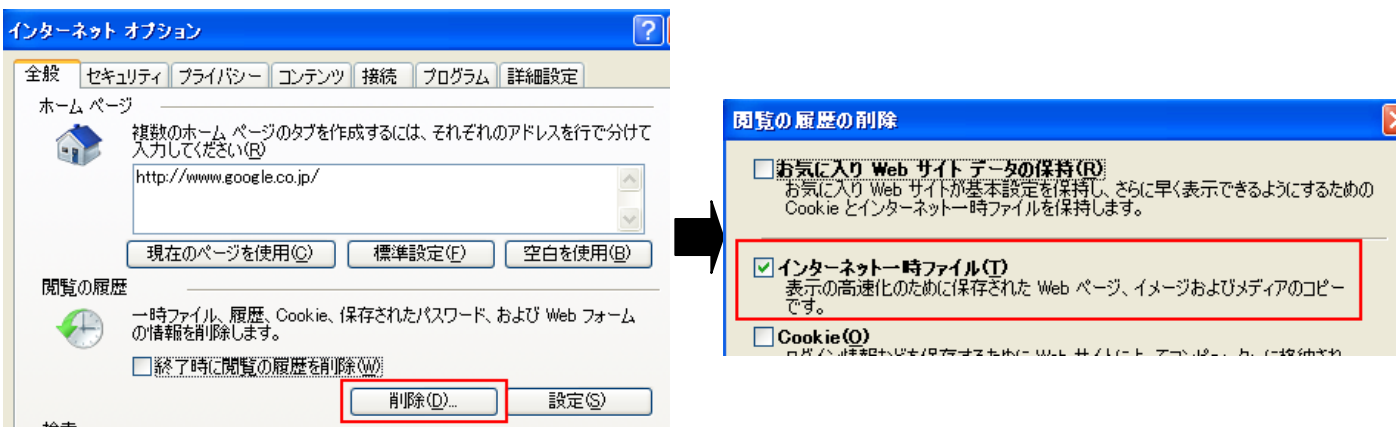 インターネット オプション
?
全般 セキュリティ プライバシー コンテンツ 接続 プログラム 詳細設定
ホーム ページ
複数のホーム ページのタブを作成するには、それぞれのアドレスを行で分けて
入力してください(R)
http://www.google.co.jp/
現在のページを使用(C) 標準設定(F) 空白を使用(B)
閲覧の履歴
一時ファイル、履歴、Cookie、保存されたパスワード、および Web フォーム
の情報を削除します。
終了時に閲覧の履歴を削除(W)
削除(D)... 設定(S)
閲覧の履歴の削除
お気に入り Web サイト データの保持(R)
お気に入り Web サイトが基本設定を保持し、さらに早く表示できるようにするための
Cookie とインターネット一時ファイルを保持します。
インターネット一時ファイル(T)
表示の高速化のために保存された Web ページ、イメージおよびメディアのコピー
です。
Cookie(O)